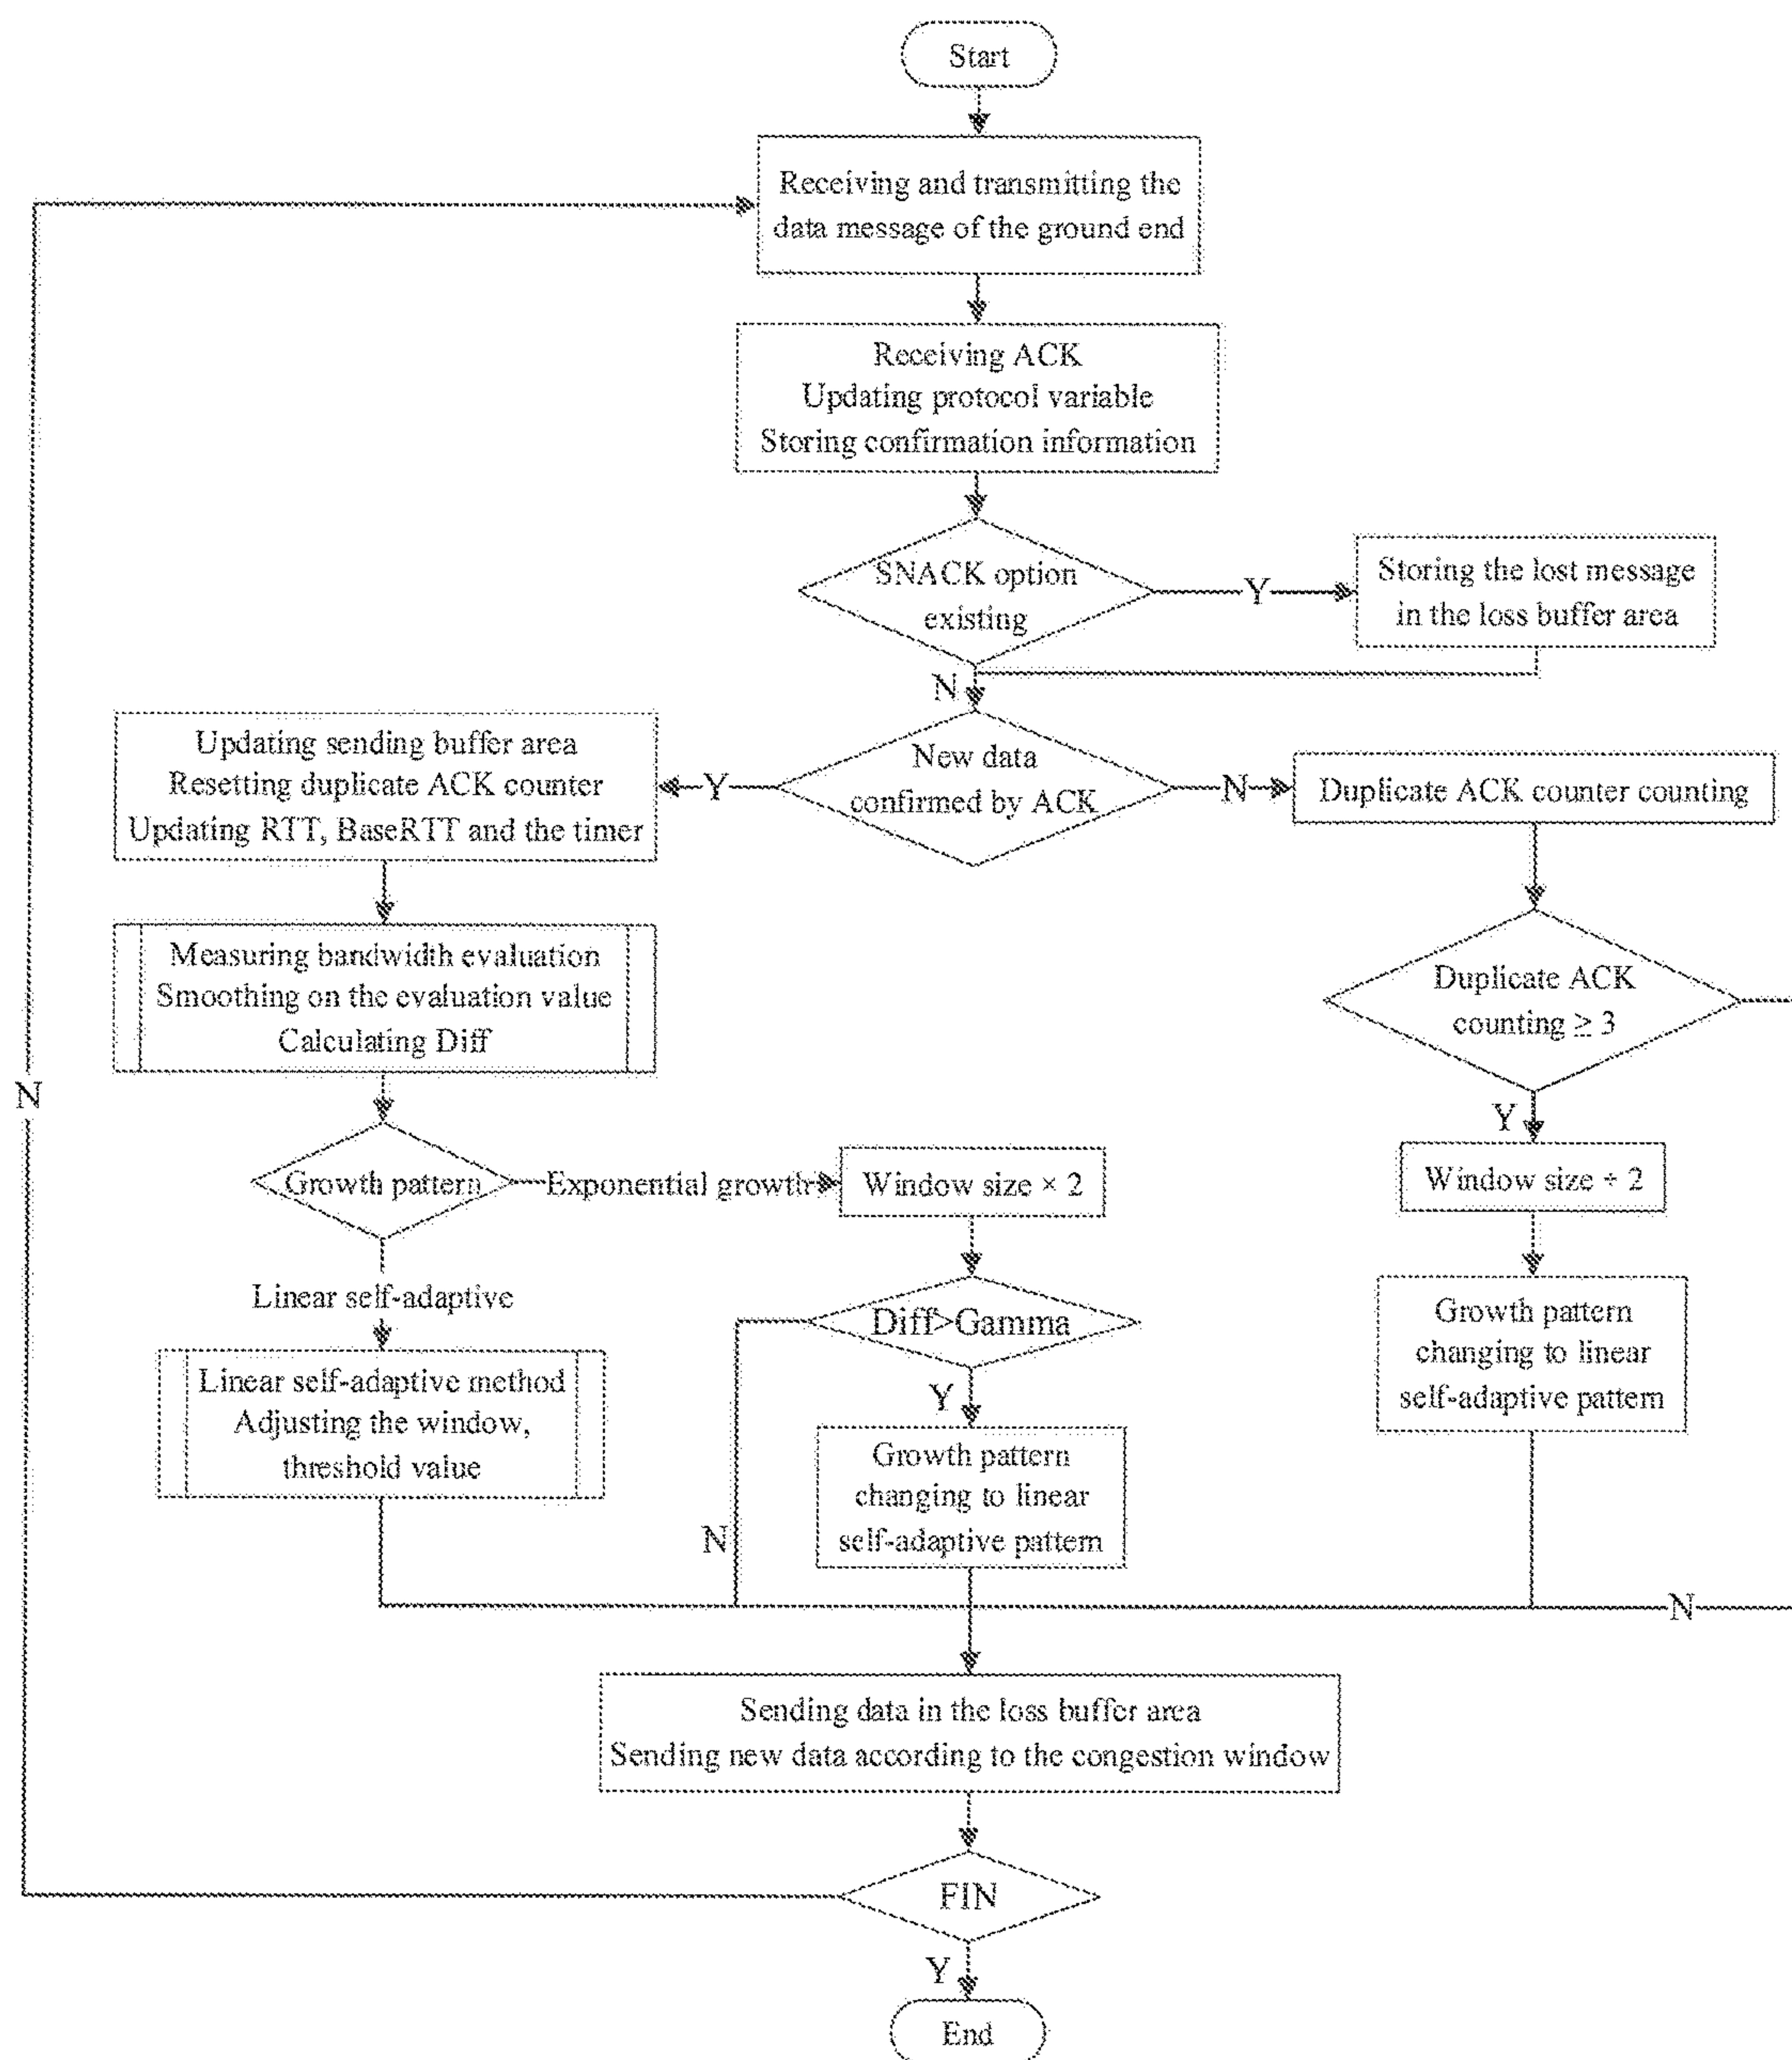 Start
Receiving and transmitting the
data message of the ground end
Receiving ACK
Updating protocol variable
Storing confirmation information
SNACK option
existing
Y
Storing the lost message
in the loss buffer area
N
Updating sending buffer area
Resetting duplicate ACK counter
Updating RTT, BaseRTT and the timer
Y
New data
confirmed by ACK
N
Duplicate ACK counter counting
Measuring bandwidth evaluation
Smoothing on the evaluation value
Calculating Diff
Duplicate ACK
counting ≥ 3
N
Y
Growth pattern
Exponential growth
Window size × 2
Window size ÷ 2
Linear self-adaptive
Diff>Gamma
Growth pattern
changing to linear
self-adaptive pattern
Linear self-adaptive method
Adjusting the window,
threshold value
Y
Growth pattern
changing to linear
self-adaptive pattern
N
N
Sending data in the loss buffer area
Sending new data according to the congestion window
FIN
Y
End